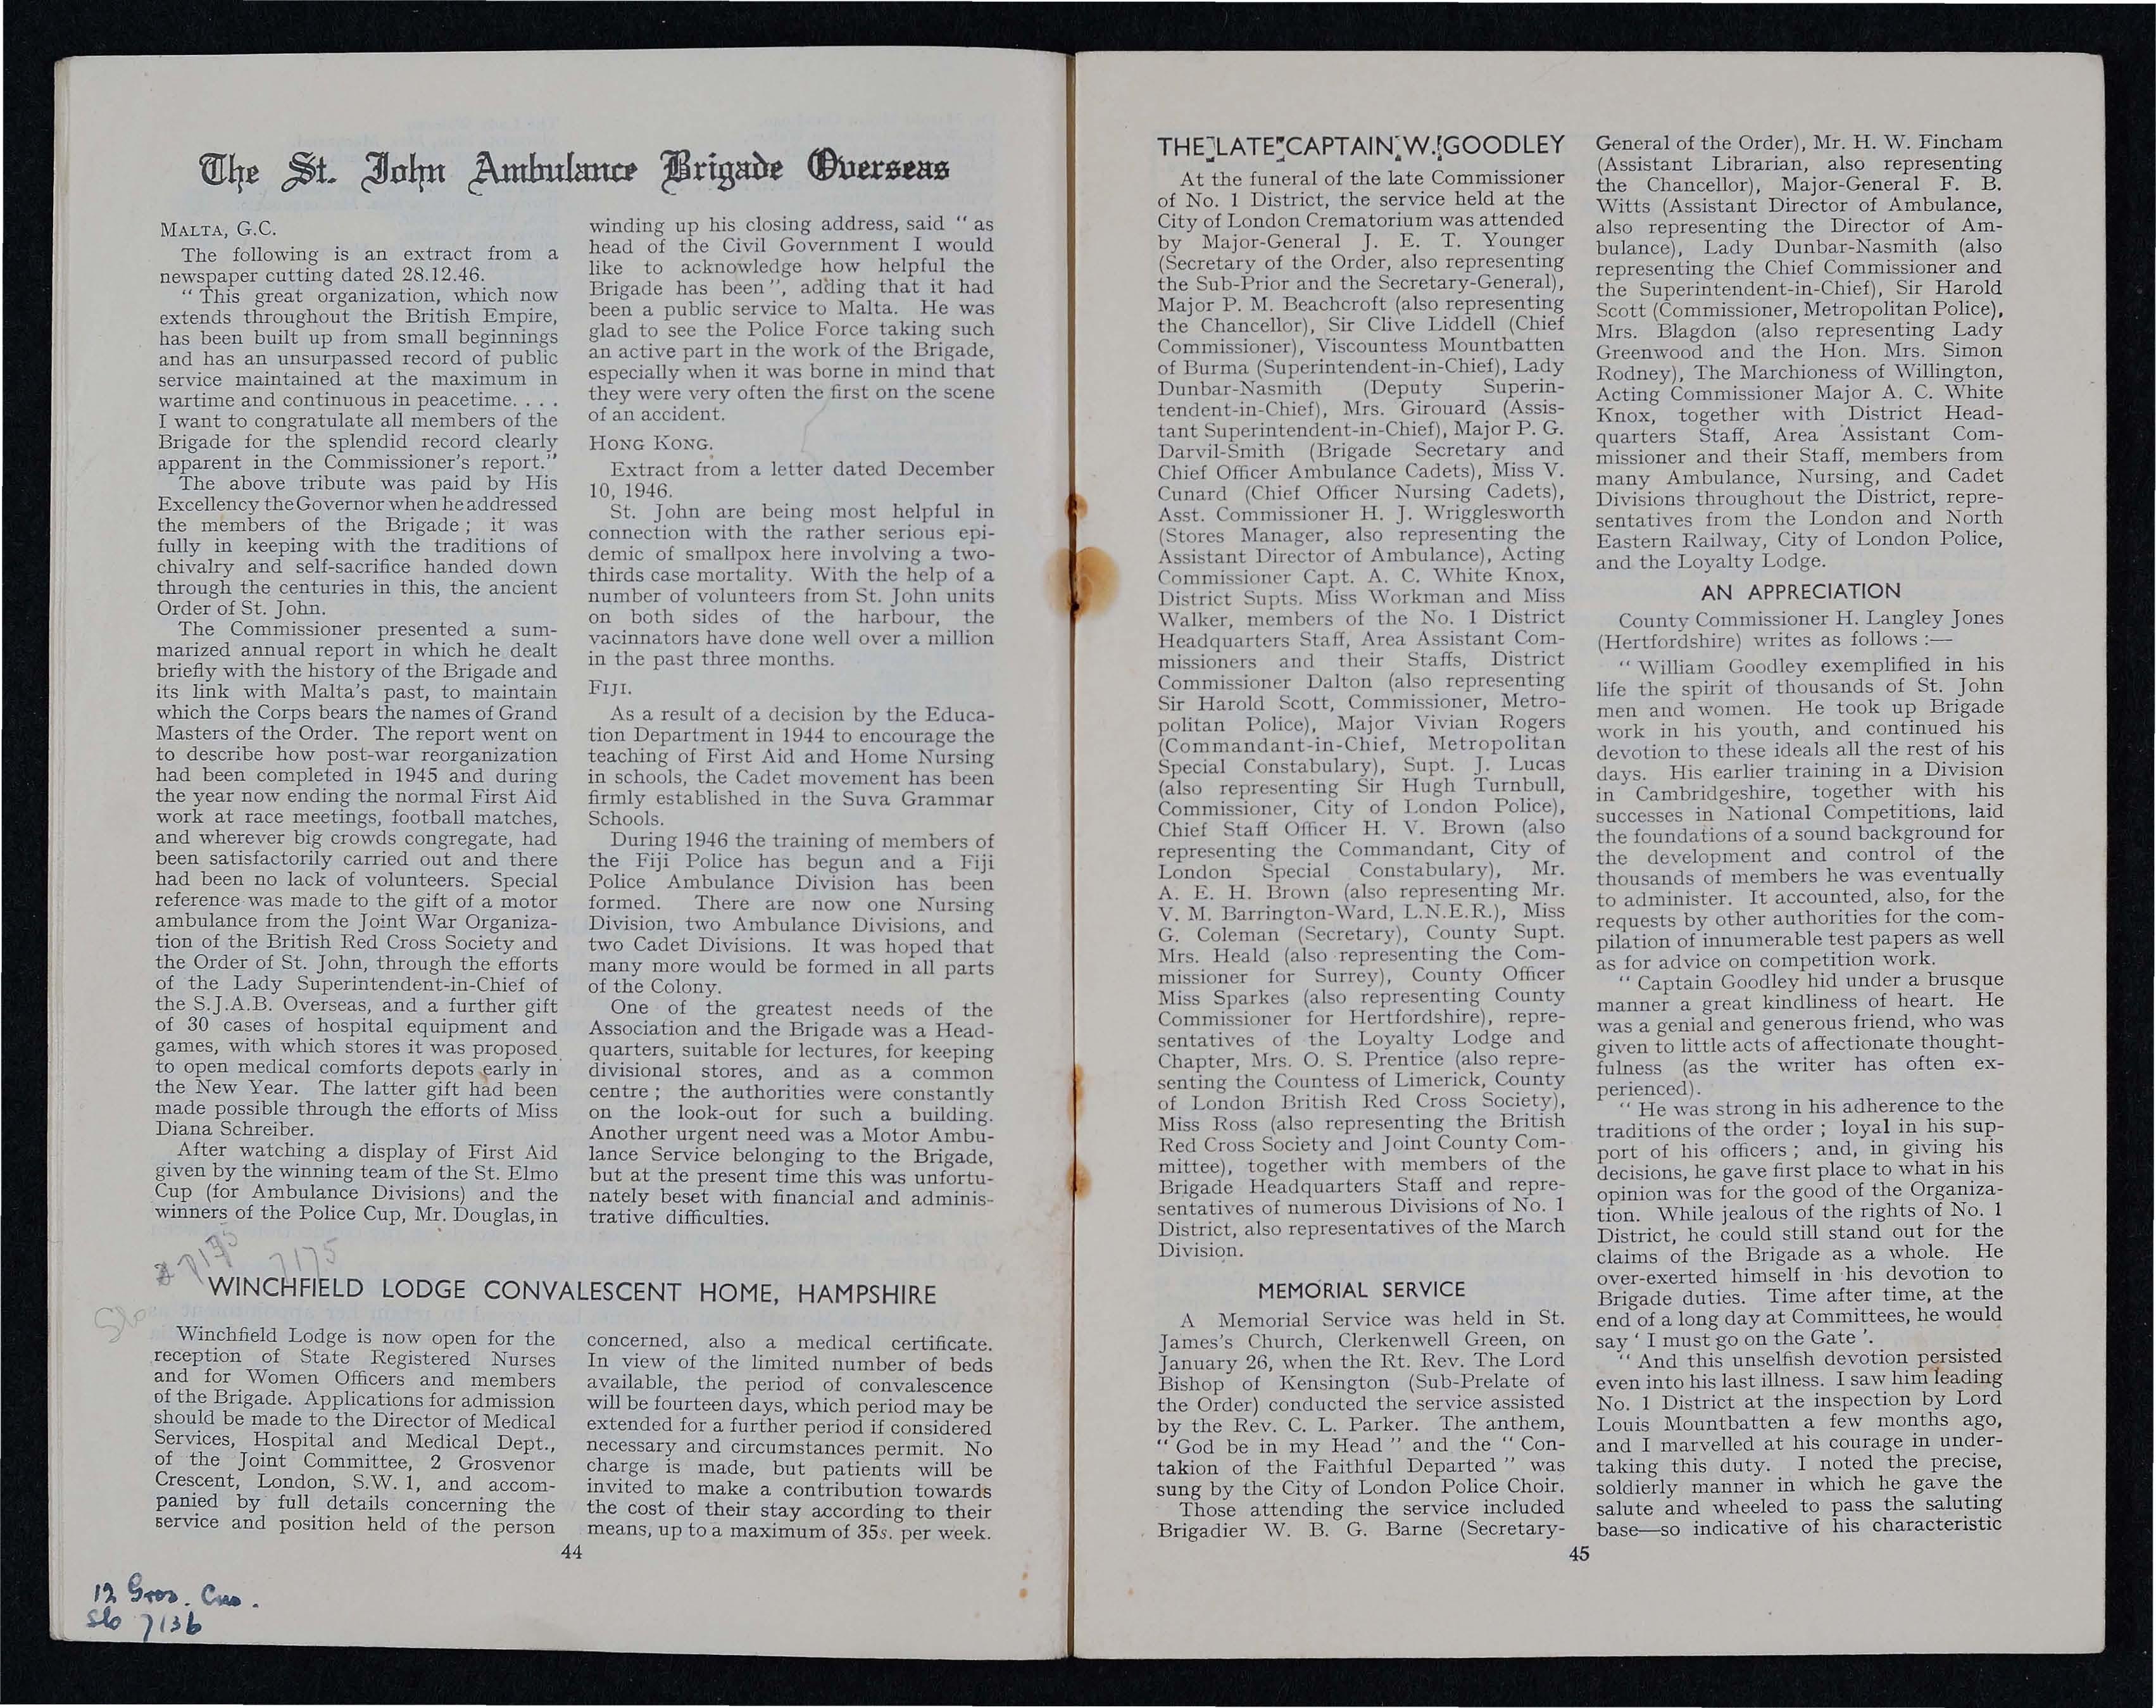 The St. John Ambulance Brigade Overseas
MALTA, G.C.
The following is an extract from a
newspaper cutting dated 28.12.46.
" This great organization, which now
extends throughout the British Empire,
has been built up from small beginnings
and has an unsurpassed record of public
service maintained at the maximum in
wartime and continuous in peacetime. . . .
I want to congratulate all members of the
Brigade for the splendid record clearly
apparent in the Commissioner's report."
The above tribute was paid by His
Excellency the Governor when he addressed
the members of the Brigade ; it was
fully in keeping with the traditions of
chivalry and self-sacrifice handed down
through the centuries in this, the ancient
Order of St. John.
The Commissioner presented a sum-
marized annual report in which he dealt
briefly with the history of the Brigade and
its link with Malta's past, to maintain
which the Corps bears the names of Grand
Masters of the Order. The report went on
to describe how post-war reorganization
had been completed in 1945 and during
the year now ending the normal First Aid
work at race meetings, football matches,
and wherever big crowds congregate, had
been satisfactorily carried out and there
had been no lack of volunteers. Special
reference was made to the gift of a motor
ambulance from the Joint War Organiza-
tion of the British Red Cross Society and
the Order of St. John, through the efforts
of the Lady Superintendent-in-Chief of
the S.J.A.B. Overseas, and a further gift
of 30 cases of hospital equipment and
games, with which stores it was proposed
to open medical comforts depots early in
the New Year. The latter gift had been
made possible through the efforts of Miss
Diana Schreiber.
After watching a display of First Aid
given by the winning team of the St. Elmo
Cup (for Ambulance Divisions) and the
winners of the Police Cup, Mr. Douglas, in
winding up his closing address, said " as
head of the Civil Government I would
like to acknowledge how helpful the
Brigade has been ", adding that it had
been a public service to Malta. He was
glad to see the Police Force taking such
an active part in the work of the Brigade,
especially when it was borne in mind that
they were very often the first on the scene
of an accident.
HONG KONG.
Extract from a letter dated December
10, 1946.
St. John are being most helpful in
connection with the rather serious epi-
demic of smallpox here involving a two-
thirds case mortality. With the help of a
number of volunteers from St. John units
on both sides of the harbour, the
vacinnators have done well over a million
in the past three months.
FIJI.
As a result of a decision by the Educa-
tion Department in 1944 to encourage the
teaching of First Aid and Home Nursing
in schools, the Cadet movement has been
firmly established in the Suva Grammar
Schools.
During 1946 the training of members of
the Fiji Police has begun and a Fiji
Police Ambulance Division has been
formed. There are now one Nursing
Division, two Ambulance Divisions, and
two Cadet Divisions. It was hoped that
many more would be formed in all parts
of the Colony.
One of the greatest needs of the
Association and the Brigade was a Head-
quarters, suitable for lectures, for keeping
divisional stores, and as a common
centre ; the authorities were constantly
on the look-out for such a building.
Another urgent need was a Motor Ambu-
lance Service belonging to the Brigade,
but at the present time this was unfortu-
nately beset with financial and adminis-
trative difficulties.
7175
WINCHFIELD LODGE CONVALESCENT HOME, HAMPSHIRE
Slo
Winchfield Lodge is now open for the
reception of State Registered Nurses
and for Women Officers and members
of the Brigade. Applications for admission
should be made to the Director of Medical
Services, Hospital and Medical Dept.,
of the Joint Committee, 2 Grosvenor
Crescent, London, S.W. 1, and accom-
panied by full details concerning the
service and position held of the person
concerned, also a medical certificate.
In view of the limited number of beds
available, the period of convalescence
will be fourteen days, which period may be
extended for a further period if considered
necessary and circumstances permit. No
charge is made, but patients will be
invited to make a contribution towards
the cost of their stay according to their
means, up to a maximum of 35s. per week.
44
12 Gros. Cres.
Slo 7136
THE LATE CAPTAIN W. GOODLEY
At the funeral of the late Commissioner
of No. 1 District, the service held at the
City of London Crematorium was attended
by Major-General J. E. T. Younger
(Secretary of the Order, also representing
the Sub-Prior and the Secretary-General),
Major P. M. Beachcroft (also representing
the Chancellor), Sir Clive Liddell (Chief
Commissioner), Viscountess Mountbatten
of Burma (Superintendent-in-Chief), Lady
Dunbar-Nasmith (Deputy Superin-
tendent-in-Chief), Mrs. Girouard (Assis-
tant Superintendent-in-Chief), Major P. G.
Darvil-Smith (Brigade Secretary and
Chief Officer Ambulance Cadets), Miss V.
Cunard (Chief Officer Nursing Cadets),
Asst. Commissioner H. J. Wrigglesworth
(Stores Manager, also representing the
Assistant Director of Ambulance), Acting
Commissioner Capt. A. C. White Knox,
District Supts. Miss Workman and Miss
Walker, members of the No. 1 District
Headquarters Staff, Area Assistant Com-
missioners and their Staffs, District
Commissioner Dalton (also representing
Sir Harold Scott, Commissioner, Metro-
politan Police), Major Vivian Rogers
(Commandant-in-Chief, Metropolitan
Special Constabulary), Supt. J. Lucas
(also representing Sir Hugh Turnbull,
Commissioner, City of London Police),
Chief Staff Officer H. V. Brown (also
representing the Commandant, City of
London Special Constabulary), Mr.
A. E. H. Brown (also representing Mr.
V. M. Barrington-Ward, L.N.E.R.), Miss
G. Coleman (Secretary), County Supt.
Mrs. Heald (also representing the Com-
missioner for Surrey), County Officer
Miss Sparkes (also representing County
Commissioner for Hertfordshire), repre-
sentatives of the Loyalty Lodge and
Chapter, Mrs. O. S. Prentice (also repre-
senting the Countess of Limerick, County
of London British Red Cross Society),
Miss Ross (also representing the British
Red Cross Society and Joint County Com-
mittee), together with members of the
Brigade Headquarters Staff and repre-
sentatives of numerous Divisions of No. 1
District, also representatives of the March
Division.
MEMORIAL SERVICE
A Memorial Service was held in St.
James's Church, Clerkenwell Green, on
January 26, when the Rt. Rev. The Lord
Bishop of Kensington (Sub-Prelate of
the Order) conducted the service assisted
by the Rev. C. L. Parker. The anthem,
" God be in my Head " and the " Con-
takion of the Faithful Departed " was
sung by the City of London Police Choir.
Those attending the service included
Brigadier W. B. G. Barne (Secretary-
General of the Order), Mr. H. W. Fincham
(Assistant Librarian, also representing
the Chancellor), Major-General F. B.
Witts (Assistant Director of Ambulance,
also representing the Director of Am-
bulance), Lady Dunbar-Nasmith (also
representing the Chief Commissioner and
the Superintendent-in-Chief), Sir Harold
Scott (Commissioner, Metropolitan Police),
Mrs. Blagdon (also representing Lady
Greenwood and the Hon. Mrs. Simon
Rodney), The Marchioness of Willington,
Acting Commissioner Major A. C. White
Knox, together with District Head-
quarters Staff, Area Assistant Com-
missioner and their Staff, members from
many Ambulance, Nursing, and Cadet
Divisions throughout the District, repre-
sentatives from the London and North
Eastern Railway, City of London Police,
and the Loyalty Lodge.
AN APPRECIATION
County Commissioner H. Langley Jones
(Hertfordshire) writes as follows :—
" William Goodley exemplified in his
life the spirit of thousands of St. John
men and women. He took up Brigade
work in his youth, and continued his
devotion to these ideals all the rest of his
days. His earlier training in a Division
in Cambridgeshire, together with his
successes in National Competitions, laid
the foundations of a sound background for
the development and control of the
thousands of members he was eventually
to administer. It accounted, also, for the
requests by other authorities for the com-
pilation of innumerable test papers as well
as for advice on competition work.
" Captain Goodley hid under a brusque
manner a great kindliness of heart. He
was a genial and generous friend, who was
given to little acts of affectionate thought-
fulness (as the writer has often ex-
perienced).
" He was strong in his adherence to the
traditions of the order ; loyal in his sup-
port of his officers ; and, in giving his
decisions, he gave first place to what in his
opinion was for the good of the Organiza-
tion. While jealous of the rights of No. 1
District, he could still stand out for the
claims of the Brigade as a whole. He
over-exerted himself in his devotion to
Brigade duties. Time after time, at the
end of a long day at Committees, he would
say ' I must go on the Gate '.
" And this unselfish devotion persisted
even into his last illness. I saw him leading
No. 1 District at the inspection by Lord
Louis Mountbatten a few months ago,
and I marvelled at his courage in under-
taking this duty. I noted the precise,
soldierly manner in which he gave the
salute and wheeled to pass the saluting
base—so indicative of his characteristic
45